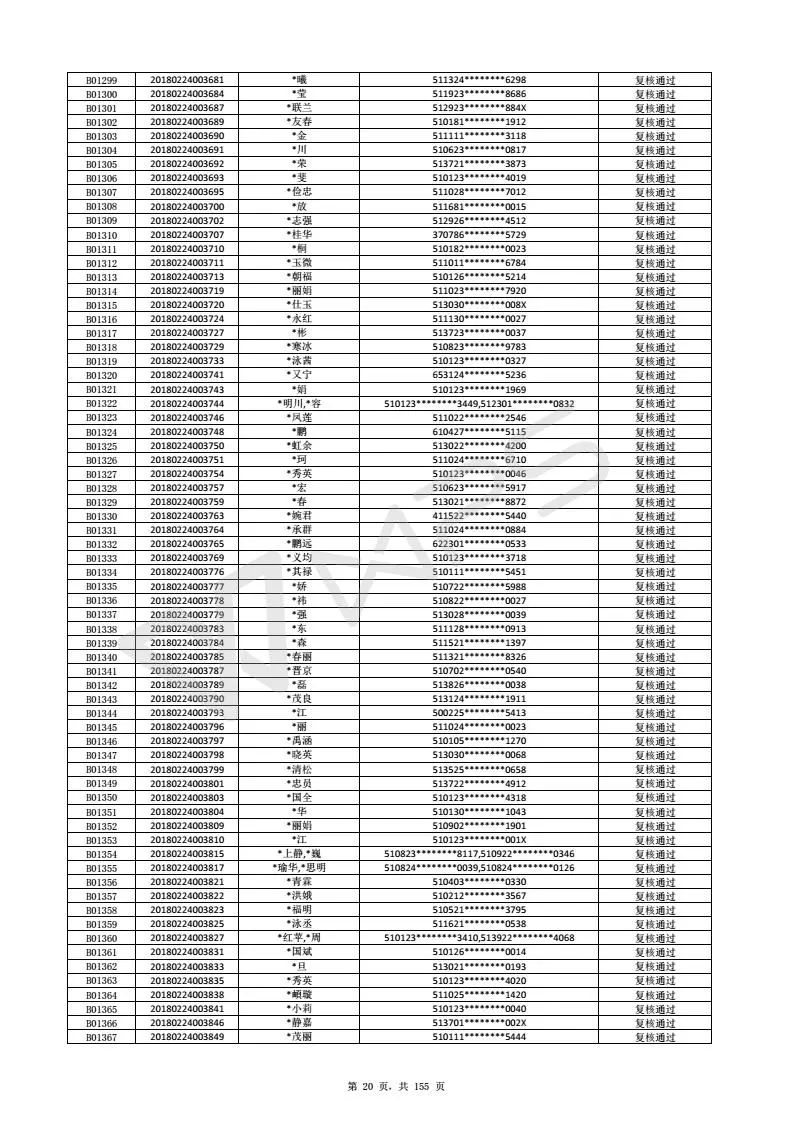 B01299 20180224003681 *曦 511324********6298 复核通过
B01300 20180224003684 *莹 511923********8686 复核通过
B01301 20180224003687 *联兰 512923********884X 复核通过
B01302 20180224003689 *友春 510181********1912 复核通过
B01303 20180224003690 *金 511111********3118 复核通过
B01304 20180224003691 *川 510623********0817 复核通过
B01305 20180224003692 *荣 513721********3873 复核通过
B01306 20180224003693 *斐 510123********4019 复核通过
B01307 20180224003695 *俭忠 511028********7012 复核通过
B01308 20180224003700 *放 511681********0015 复核通过
B01309 20180224003702 *志强 512926********4512 复核通过
B01310 20180224003707 *桂华 370786********5729 复核通过
B01311 20180224003710 *桐 510182********0023 复核通过
B01312 20180224003711 *玉微 511011********6784 复核通过
B01313 20180224003713 *朝福 510126********5214 复核通过
B01314 20180224003719 *丽娟 511023********7920 复核通过
B01315 20180224003720 *仕玉 513030********008X 复核通过
B01316 20180224003724 *永红 511130********0027 复核通过
B01317 20180224003727 *彬 513723********0037 复核通过
B01318 20180224003729 *寒冰 510823********9783 复核通过
B01319 20180224003733 *泳茜 510123********0327 复核通过
B01320 20180224003741 *又宁 653124********5236 复核通过
B01321 20180224003743 *娟 510123********1969 复核通过
B01322 20180224003744 *明川,*容 510123********3449,512301********0832 复核通过
B01323 20180224003746 *凤莲 511022********2546 复核通过
B01324 20180224003748 *鹏 610427********5115 复核通过
B01325 20180224003750 *虹余 513022********4200 复核通过
B01326 20180224003751 *珂 511024********6710 复核通过
B01327 20180224003754 *秀英 510123********0046 复核通过
B01328 20180224003757 *宏 510623********5917 复核通过
B01329 20180224003759 *春 513021********8872 复核通过
B01330 20180224003763 *婉君 411522********5440 复核通过
B01331 20180224003764 *承群 511024********0884 复核通过
B01332 20180224003765 *鹏远 622301********0533 复核通过
B01333 20180224003769 *义均 510123********3718 复核通过
B01334 20180224003776 *其禄 510111********5451 复核通过
B01335 20180224003777 *娇 510722********5988 复核通过
B01336 20180224003778 *祎 510822********0027 复核通过
B01337 20180224003779 *强 513028********0039 复核通过
B01338 20180224003783 *东 511128********0913 复核通过
B01339 20180224003784 *森 511521********1397 复核通过
B01340 20180224003785 *春丽 511321********8326 复核通过
B01341 20180224003787 *晋京 510702********0540 复核通过
B01342 20180224003789 *磊 513826********0038 复核通过
B01343 20180224003790 *茂良 513124********1911 复核通过
B01344 20180224003793 *江 500225********5413 复核通过
B01345 20180224003796 *丽 511024********0023 复核通过
B01346 20180224003797 *禹涵 510105********1270 复核通过
B01347 20180224003798 *晓英 513030********0068 复核通过
B01348 20180224003799 *清松 513525********0658 复核通过
B01349 20180224003801 *忠员 513722********4912 复核通过
B01350 20180224003803 *国全 510123********4318 复核通过
B01351 20180224003804 *华 510130********1043 复核通过
B01352 20180224003809 *丽娟 510902********1901 复核通过
B01353 20180224003810 *江 510123********001X 复核通过
B01354 20180224003815 *上静,*巍 510823********8117,510922********0346 复核通过
B01355 20180224003817 *瑜华,*思明 510824********0039,510824********0126 复核通过
B01356 20180224003821 *青霖 510403********0330 复核通过
B01357 20180224003822 *洪娥 510212********3567 复核通过
B01358 20180224003823 *福明 510521********3795 复核通过
B01359 20180224003825 *泳丞 511621********0538 复核通过
B01360 20180224003827 *红苹,*周 510123********3410,513922********4068 复核通过
B01361 20180224003831 *国斌 510126********0014 复核通过
B01362 20180224003833 *旦 513021********0193 复核通过
B01363 20180224003835 *秀英 510123********4020 复核通过
B01364 20180224003838 *璇 511025********1420 复核通过
B01365 20180224003841 *小莉 510123********0040 复核通过
B01366 20180224003846 *静嘉 513701********002X 复核通过
B01367 20180224003849 *茂丽 510111********5444 复核通过
WPS
第 20 页, 共 155 页